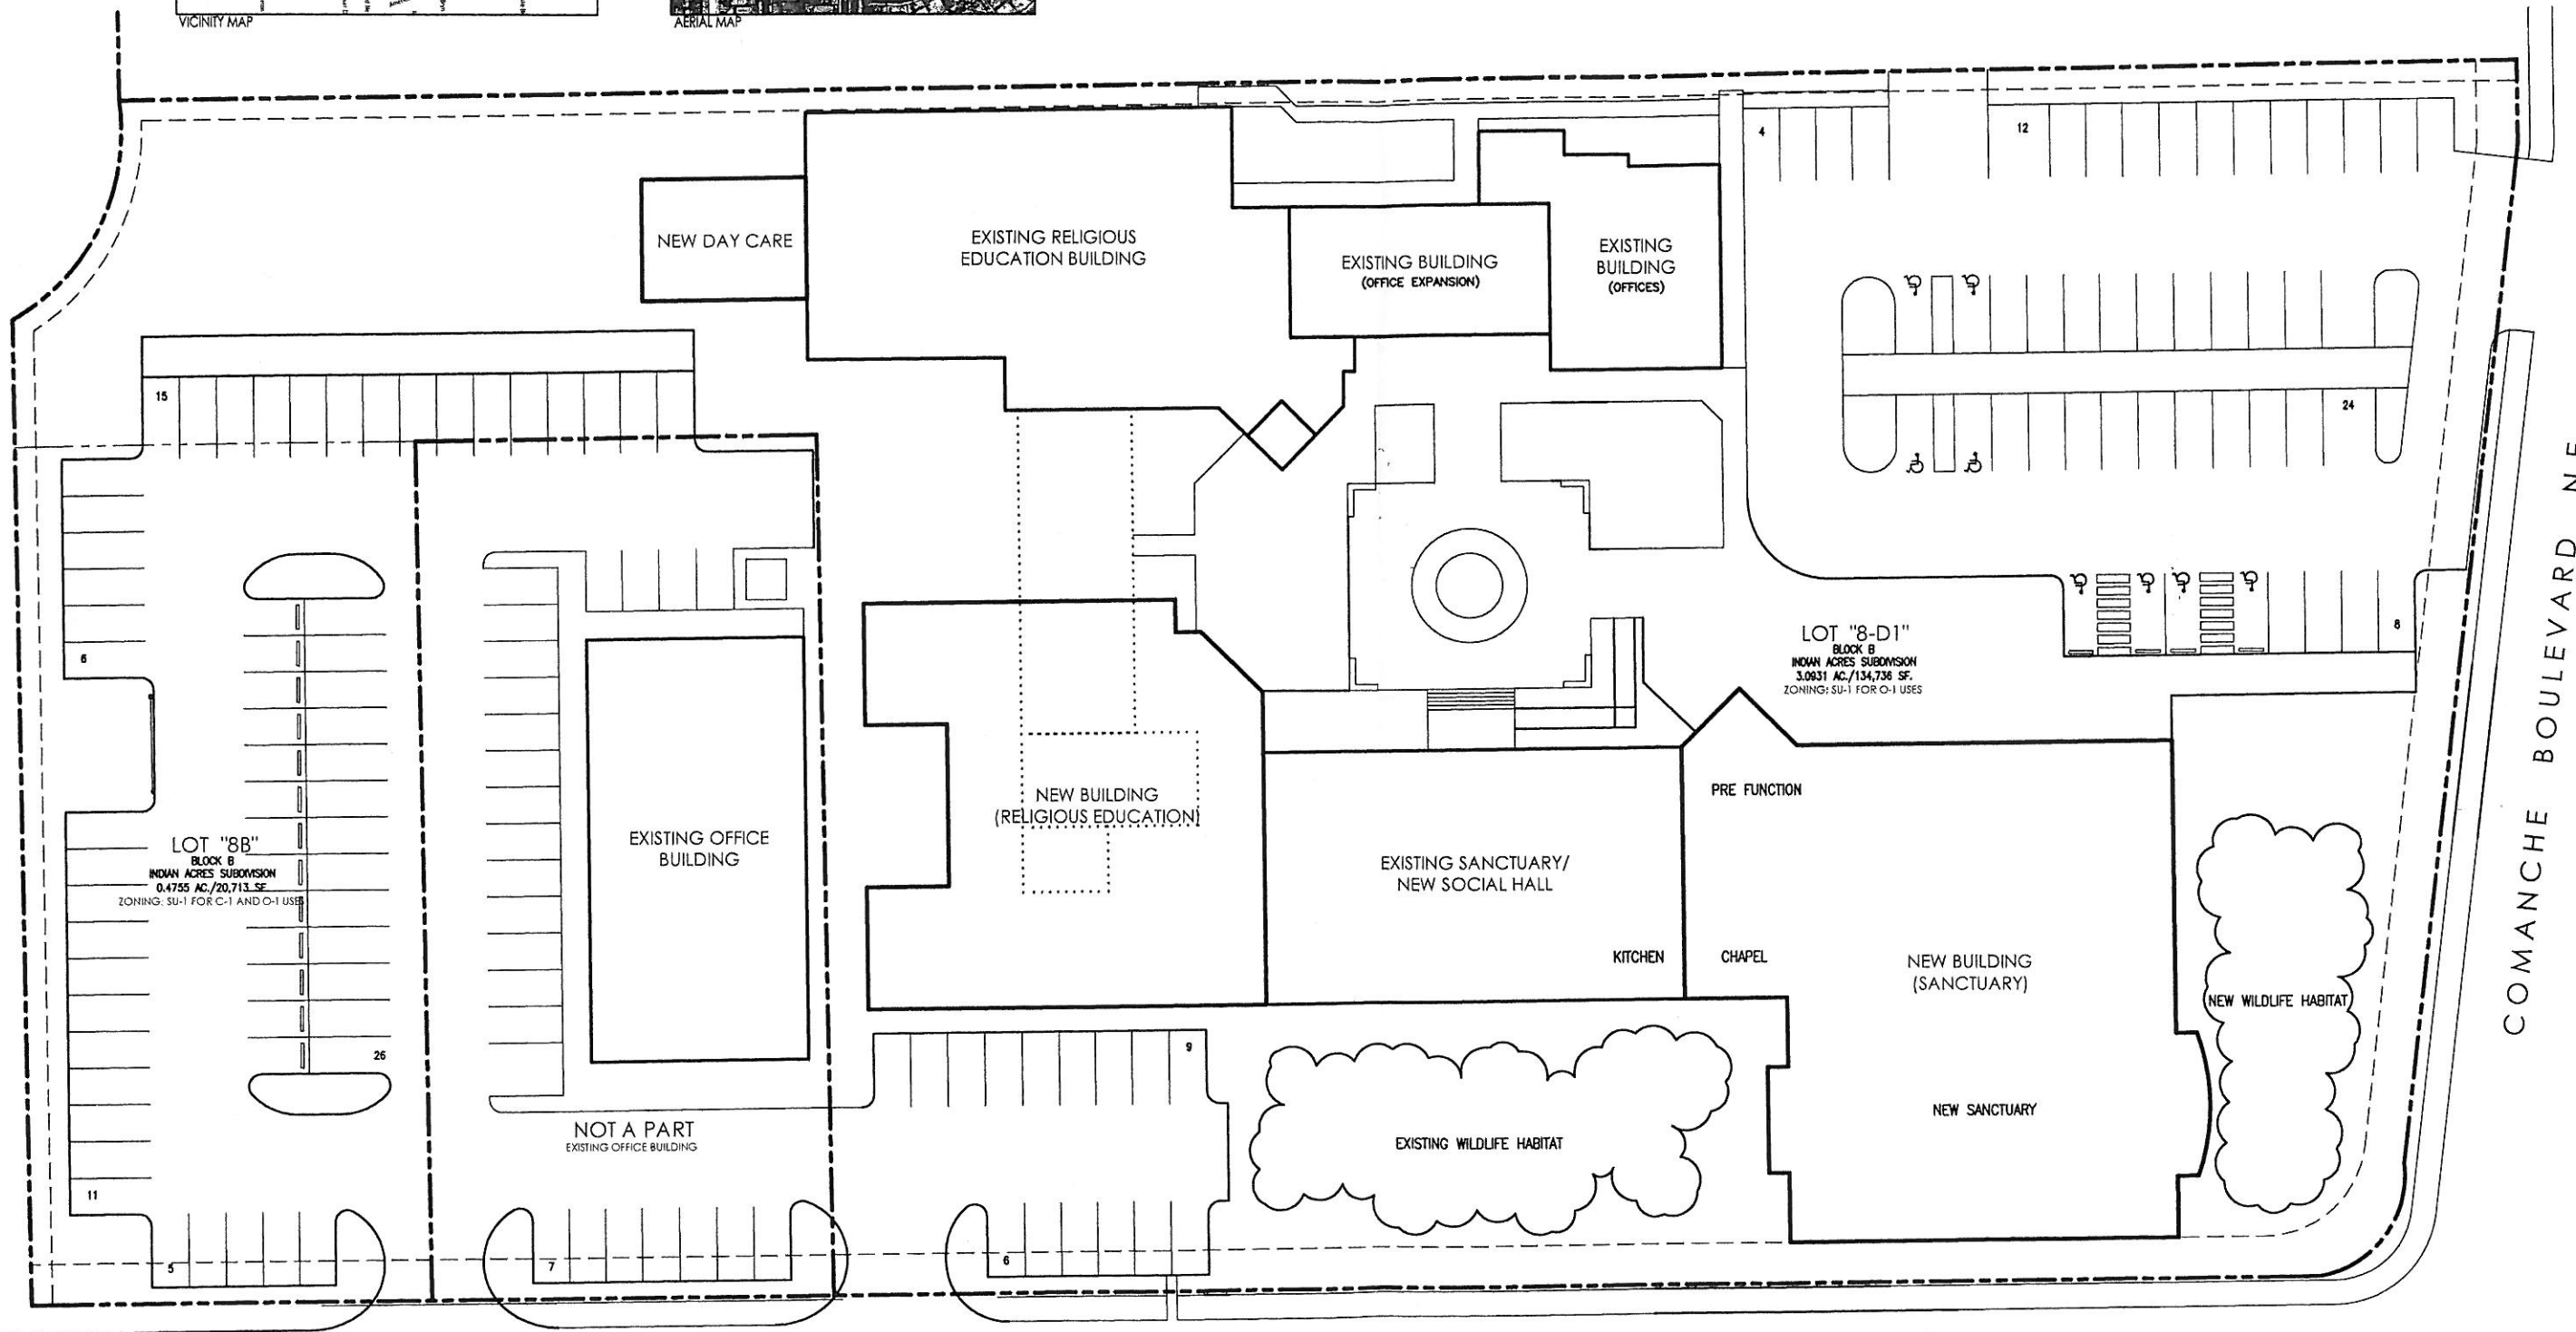 VICINITY MAP
AERIAL MAP
4
12
NEW DAY CARE
EXISTING RELIGIOUS
EDUCATION BUILDING
EXISTING BUILDING
(OFFICE EXPANSION)
EXISTING
BUILDING
(OFFICES)
15
24
6
8
LOT "8-D1"
BLOCK B
INDIAN ACRES SUBDIVISION
3.0931 AC./134,736 SF.
ZONING: SU-1 FOR O-1 USES
COMANCHE BOULEVARD N E
LOT "8B"
BLOCK B
INDIAN ACRES SUBDIVISION
0.4755 AC./20,713 SF
ZONING: SU-1 FOR C-1 AND O-1 USES
EXISTING OFFICE
BUILDING
NEW BUILDING
(RELIGIOUS EDUCATION)
PRE FUNCTION
EXISTING SANCTUARY/
NEW SOCIAL HALL
KITCHEN
CHAPEL
NEW BUILDING
(SANCTUARY)
NEW WILDLIFE HABITAT
26
9
NEW SANCTUARY
NOT A PART
EXISTING OFFICE BUILDING
EXISTING WILDLIFE HABITAT
11
5
7
6